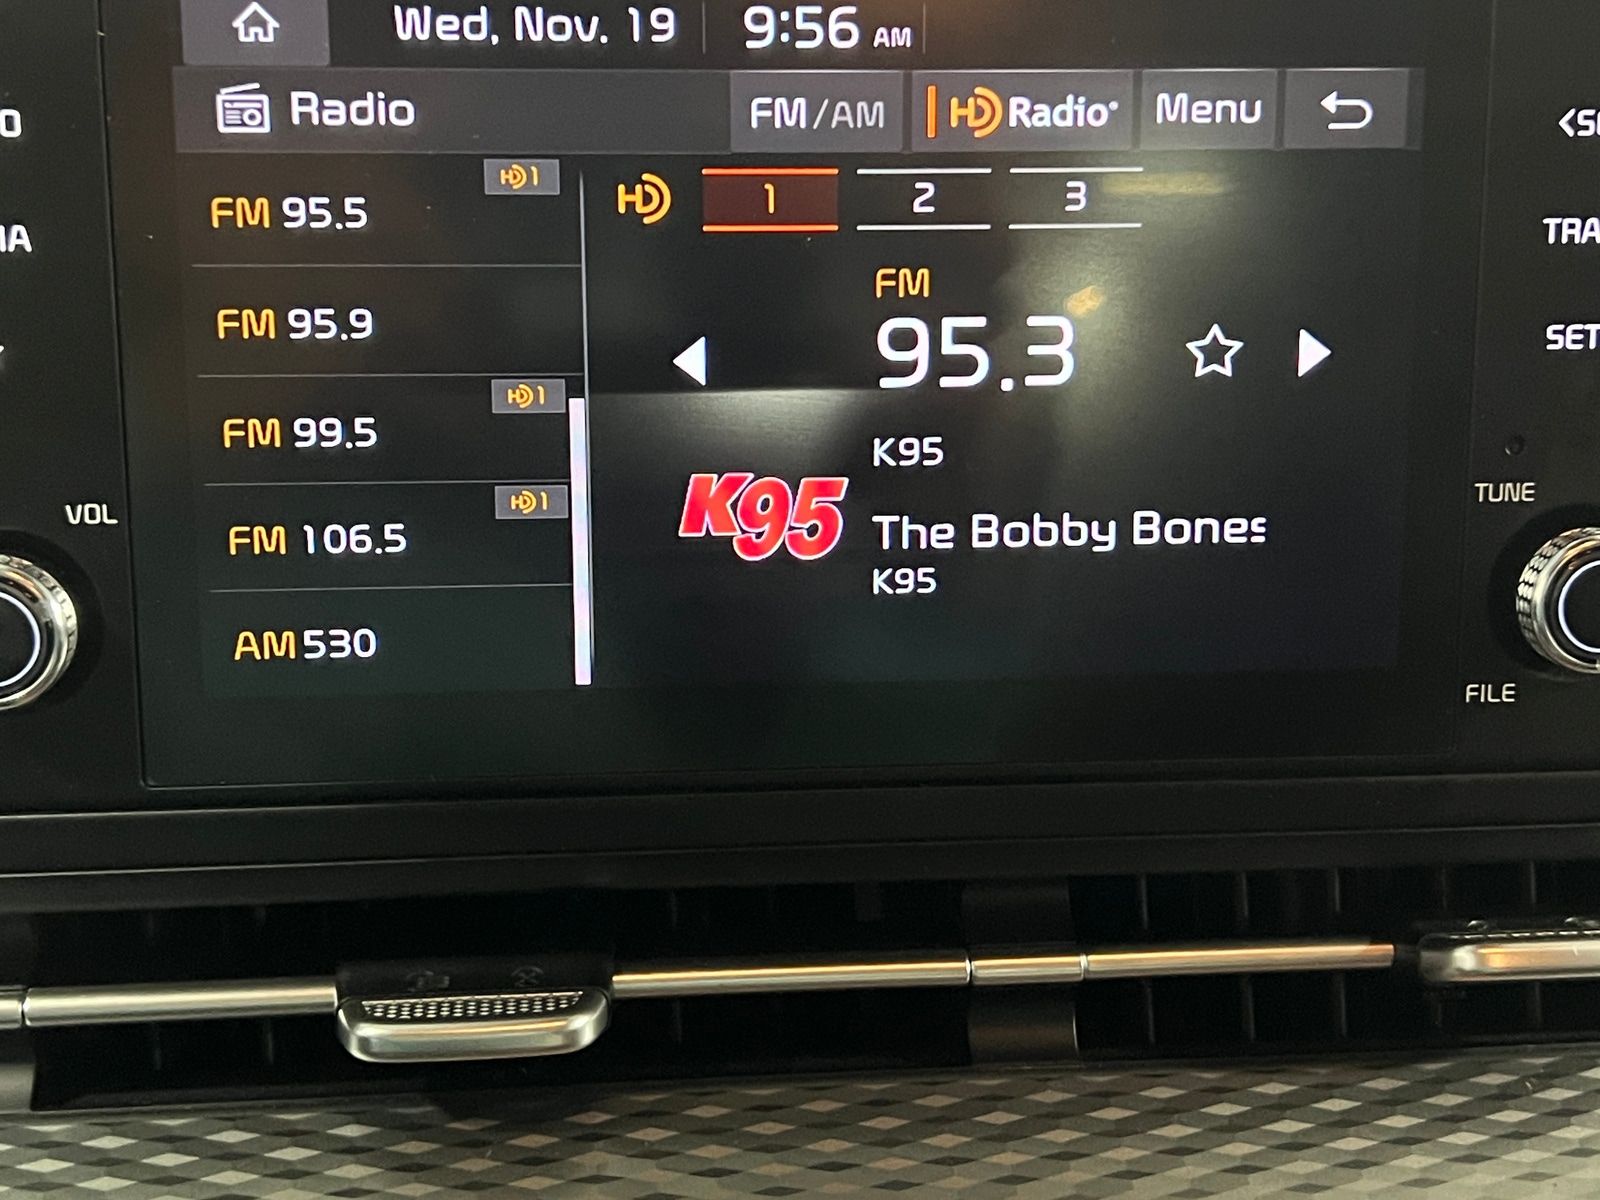 Wed, Nov. 19 9:56 AM
Radio FM/AM HD Radio Menu
HD1
FM 95.5
FM 95.9
HD1
FM 99.5
HD1
FM 106.5
AM 530
HD 1 2 3
FM
95.3
K95
K95
The Bobby Bones
K95
VOL
TUNE
FILE